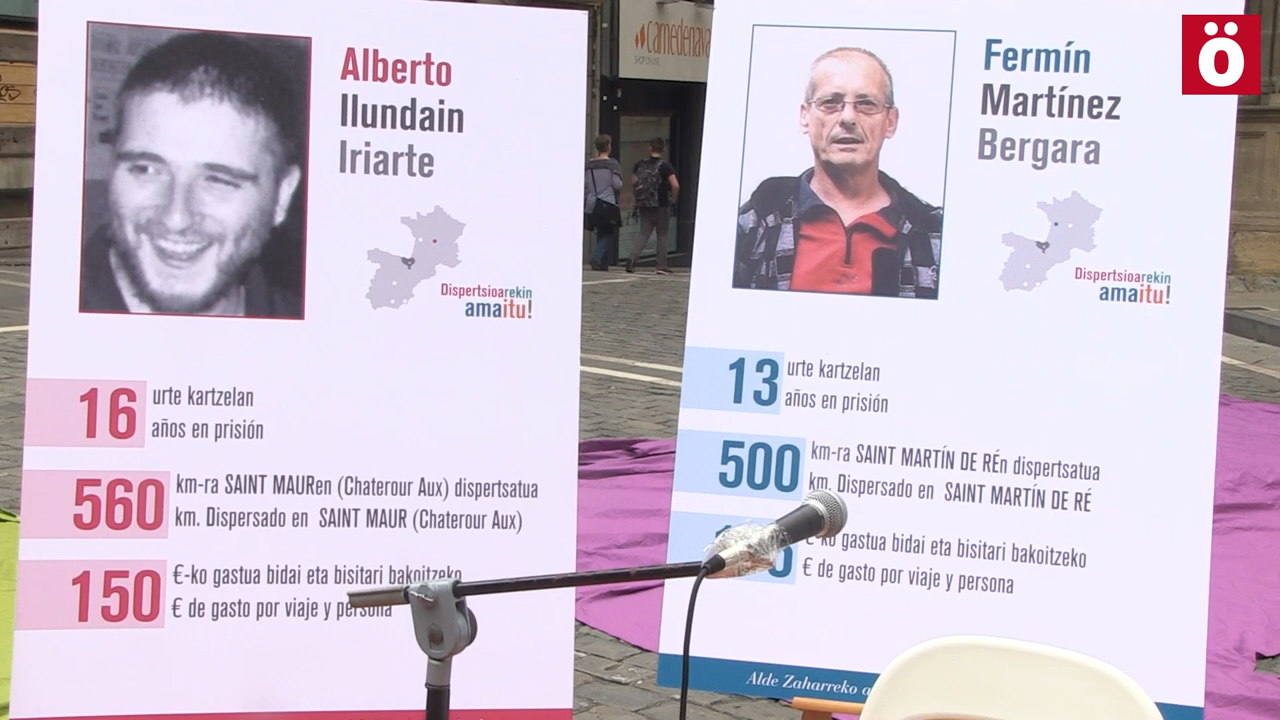 carnedenava
SHOP ONLINE
ö
Alberto
Ilundain
Iriarte
Dispertsioarekin
amaitu!
16
urte kartzelan
años en prisión
560
km-ra SAINT MAURen (Chaterour Aux) dispertsatua
km. Dispersado en SAINT MAUR (Chaterour Aux)
150
€-ko gastua bidai eta bisitari bakoitzeko
€ de gasto por viaje y persona
Fermín
Martínez
Bergara
Dispertsioarekin
amaitu!
13
urte kartzelan
años en prisión
500
km-ra SAINT MARTÍN DE RÉn dispertsatua
km. Dispersado en SAINT MARTÍN DE RÉ
€-ko gastua bidai eta bisitari bakoitzeko
€ de gasto por viaje y persona
Alde Zaharreko